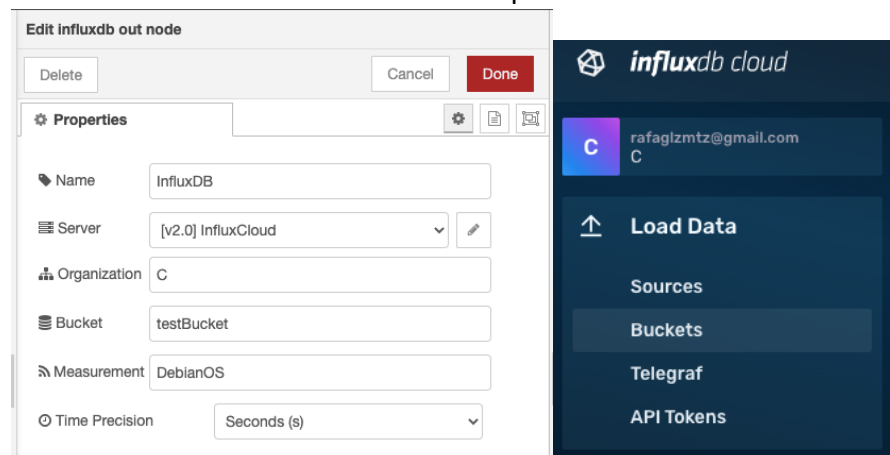 Edit influxdb out node
Delete
Cancel
Done
Properties
Name
InfluxDB
Server
[v2.0] InfluxCloud
Organization
C
Bucket
testBucket
Measurement
DebianOS
Time Precision
Seconds (s)
influxdb cloud
C
rafaglzmtz@gmail.com
C
Load Data
Sources
Buckets
Telegraf
API Tokens